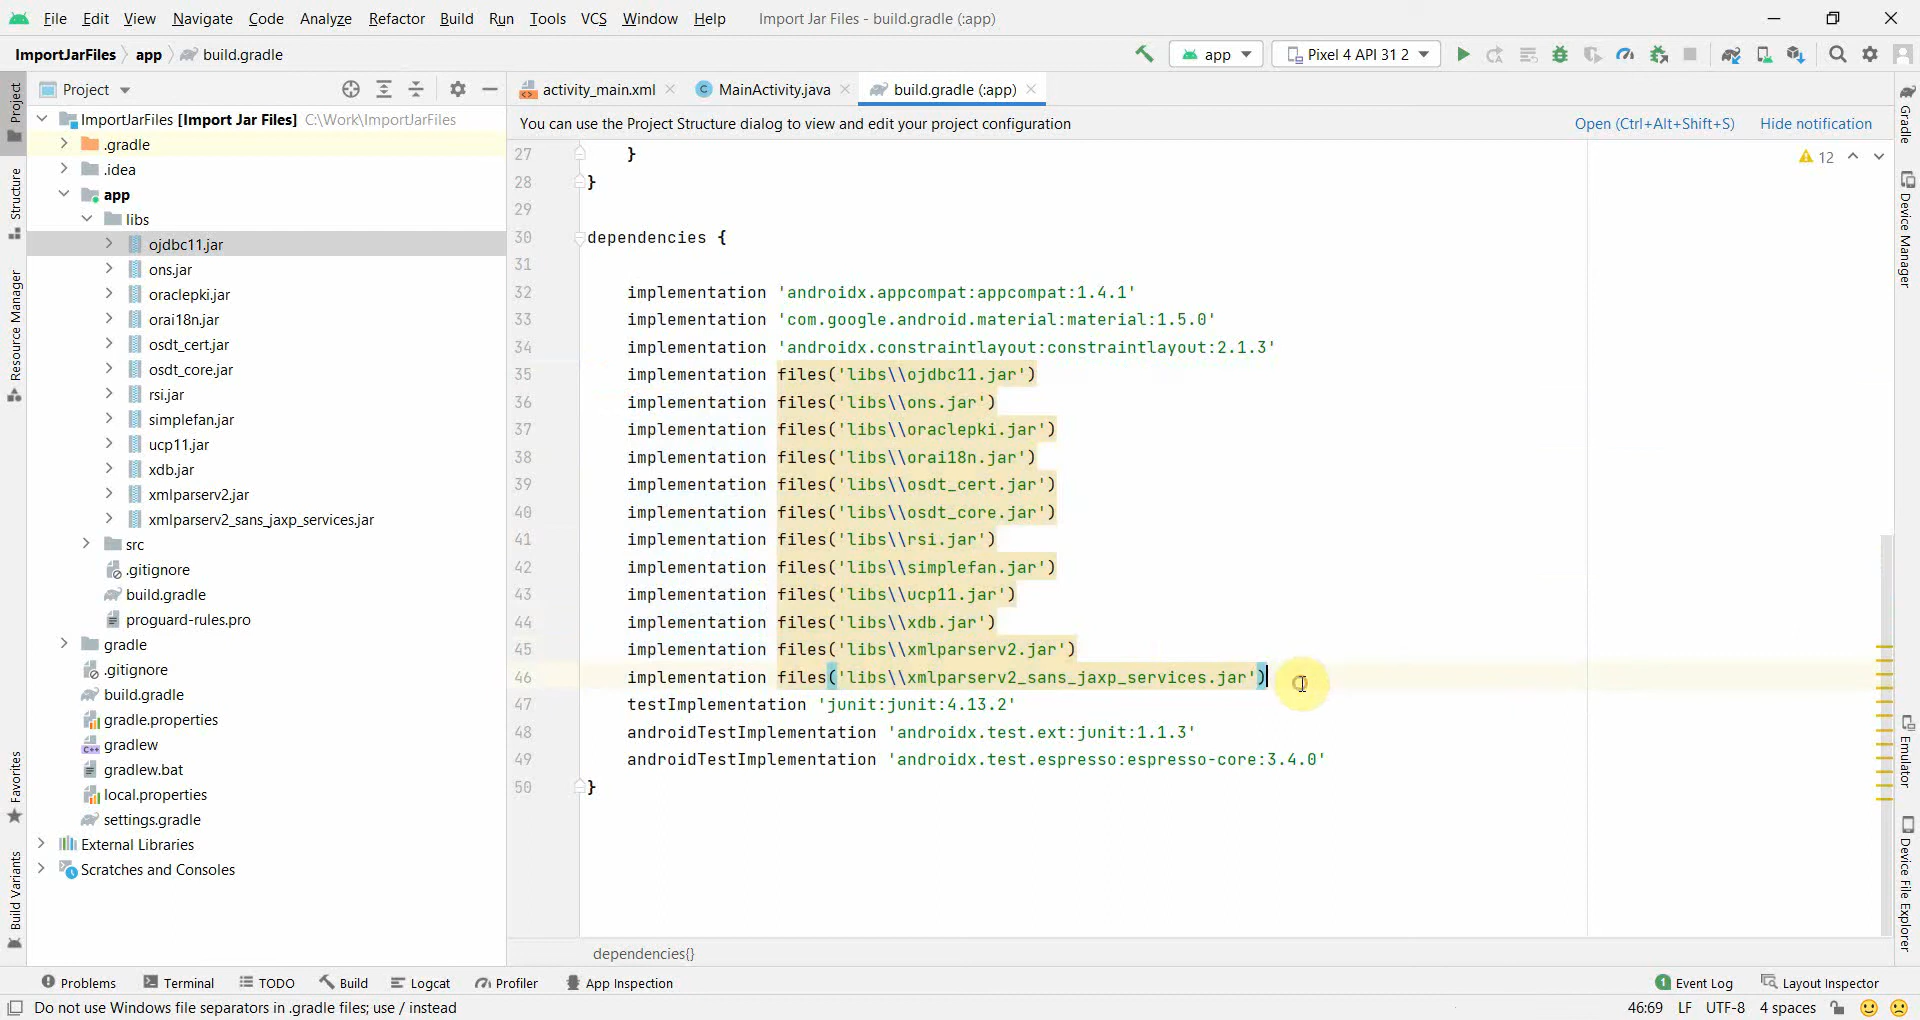 File Edit View Navigate Code Analyze Refactor Build Run Tools VCS Window Help Import Jar Files - build.gradle (:app)
ImportJarFiles app build.gradle app Pixel 4 API 31 2
Project activity_main.xml MainActivity.java build.gradle (:app)
You can use the Project Structure dialog to view and edit your project configuration Open (Ctrl+Alt+Shift+S) Hide notification
12
Project
Structure
Resource Manager
Favorites
Build Variants
ImportJarFiles [Import Jar Files] C:\Work\ImportJarFiles
.gradle
.idea
app
libs
ojdbc11.jar
ons.jar
oraclepki.jar
orai18n.jar
osdt_cert.jar
osdt_core.jar
rsi.jar
simplefan.jar
ucp11.jar
xdb.jar
xmlparserv2.jar
xmlparserv2_sans_jaxp_services.jar
src
.gitignore
build.gradle
proguard-rules.pro
gradle
.gitignore
build.gradle
gradle.properties
gradlew
gradlew.bat
local.properties
settings.gradle
External Libraries
Scratches and Consoles
27 }
28 }
29
30 dependencies {
31
32 implementation 'androidx.appcompat:appcompat:1.4.1'
33 implementation 'com.google.android.material:material:1.5.0'
34 implementation 'androidx.constraintlayout:constraintlayout:2.1.3'
35 implementation files('libs\\ojdbc11.jar')
36 implementation files('libs\\ons.jar')
37 implementation files('libs\\oraclepki.jar')
38 implementation files('libs\\orai18n.jar')
39 implementation files('libs\\osdt_cert.jar')
40 implementation files('libs\\osdt_core.jar')
41 implementation files('libs\\rsi.jar')
42 implementation files('libs\\simplefan.jar')
43 implementation files('libs\\ucp11.jar')
44 implementation files('libs\\xdb.jar')
45 implementation files('libs\\xmlparserv2.jar')
46 implementation files('libs\\xmlparserv2_sans_jaxp_services.jar')
47 testImplementation 'junit:junit:4.13.2'
48 androidTestImplementation 'androidx.test.ext:junit:1.1.3'
49 androidTestImplementation 'androidx.test.espresso:espresso-core:3.4.0'
50 }
dependencies{}
Gradle
Device Manager
Emulator
Device File Explorer
Problems Terminal TODO Build Logcat Profiler App Inspection 1 Event Log Layout Inspector
Do not use Windows file separators in .gradle files; use / instead 46:69 LF UTF-8 4 spaces